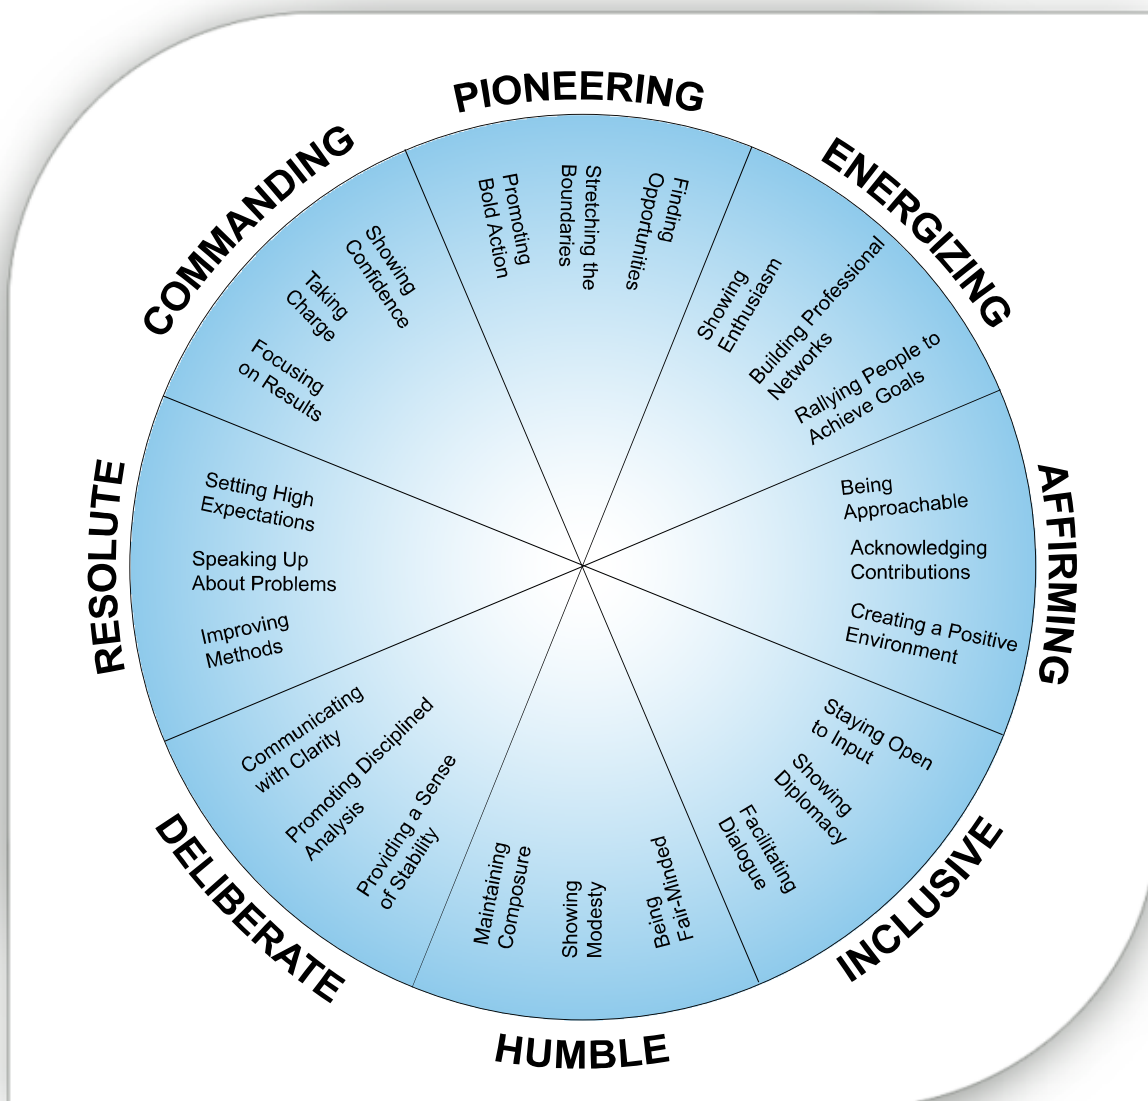 PIONEERING
Promoting
Bold Action
Stretching the
Boundaries
Finding
Opportunities
ENERGIZING
Showing
Enthusiasm
Building Professional
Networks
Rallying People to
Achieve Goals
AFFIRMING
Being
Approachable
Acknowledging
Contributions
Creating a Positive
Environment
INCLUSIVE
Staying Open
to Input
Showing
Diplomacy
Facilitating
Dialogue
HUMBLE
Being
Fair-Minded
Showing
Modesty
Maintaining
Composure
DELIBERATE
Providing a Sense
of Stability
Promoting Disciplined
Analysis
Communicating
with Clarity
RESOLUTE
Improving
Methods
Speaking Up
About Problems
Setting High
Expectations
COMMANDING
Focusing
on Results
Taking
Charge
Showing
Confidence